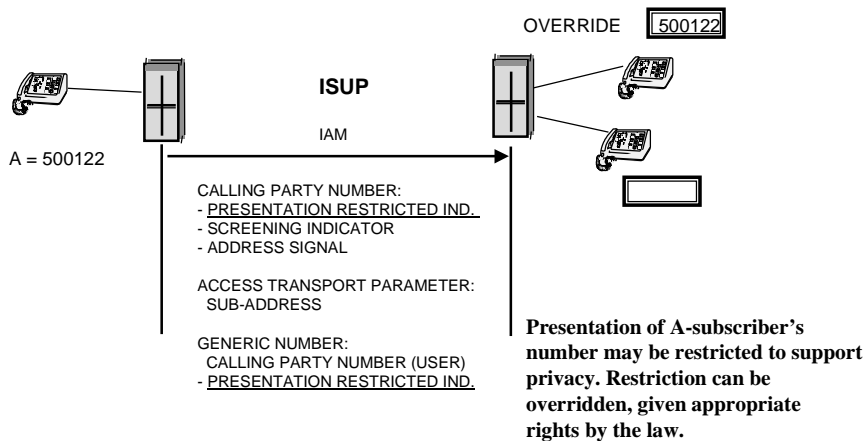 OVERRIDE 500122
ISUP
IAM
A = 500122
CALLING PARTY NUMBER:
- PRESENTATION RESTRICTED IND.
- SCREENING INDICATOR
- ADDRESS SIGNAL
ACCESS TRANSPORT PARAMETER:
SUB-ADDRESS
GENERIC NUMBER:
CALLING PARTY NUMBER (USER)
- PRESENTATION RESTRICTED IND.
Presentation of A-subscriber's
number may be restricted to support
privacy. Restriction can be
overridden, given appropriate
rights by the law.